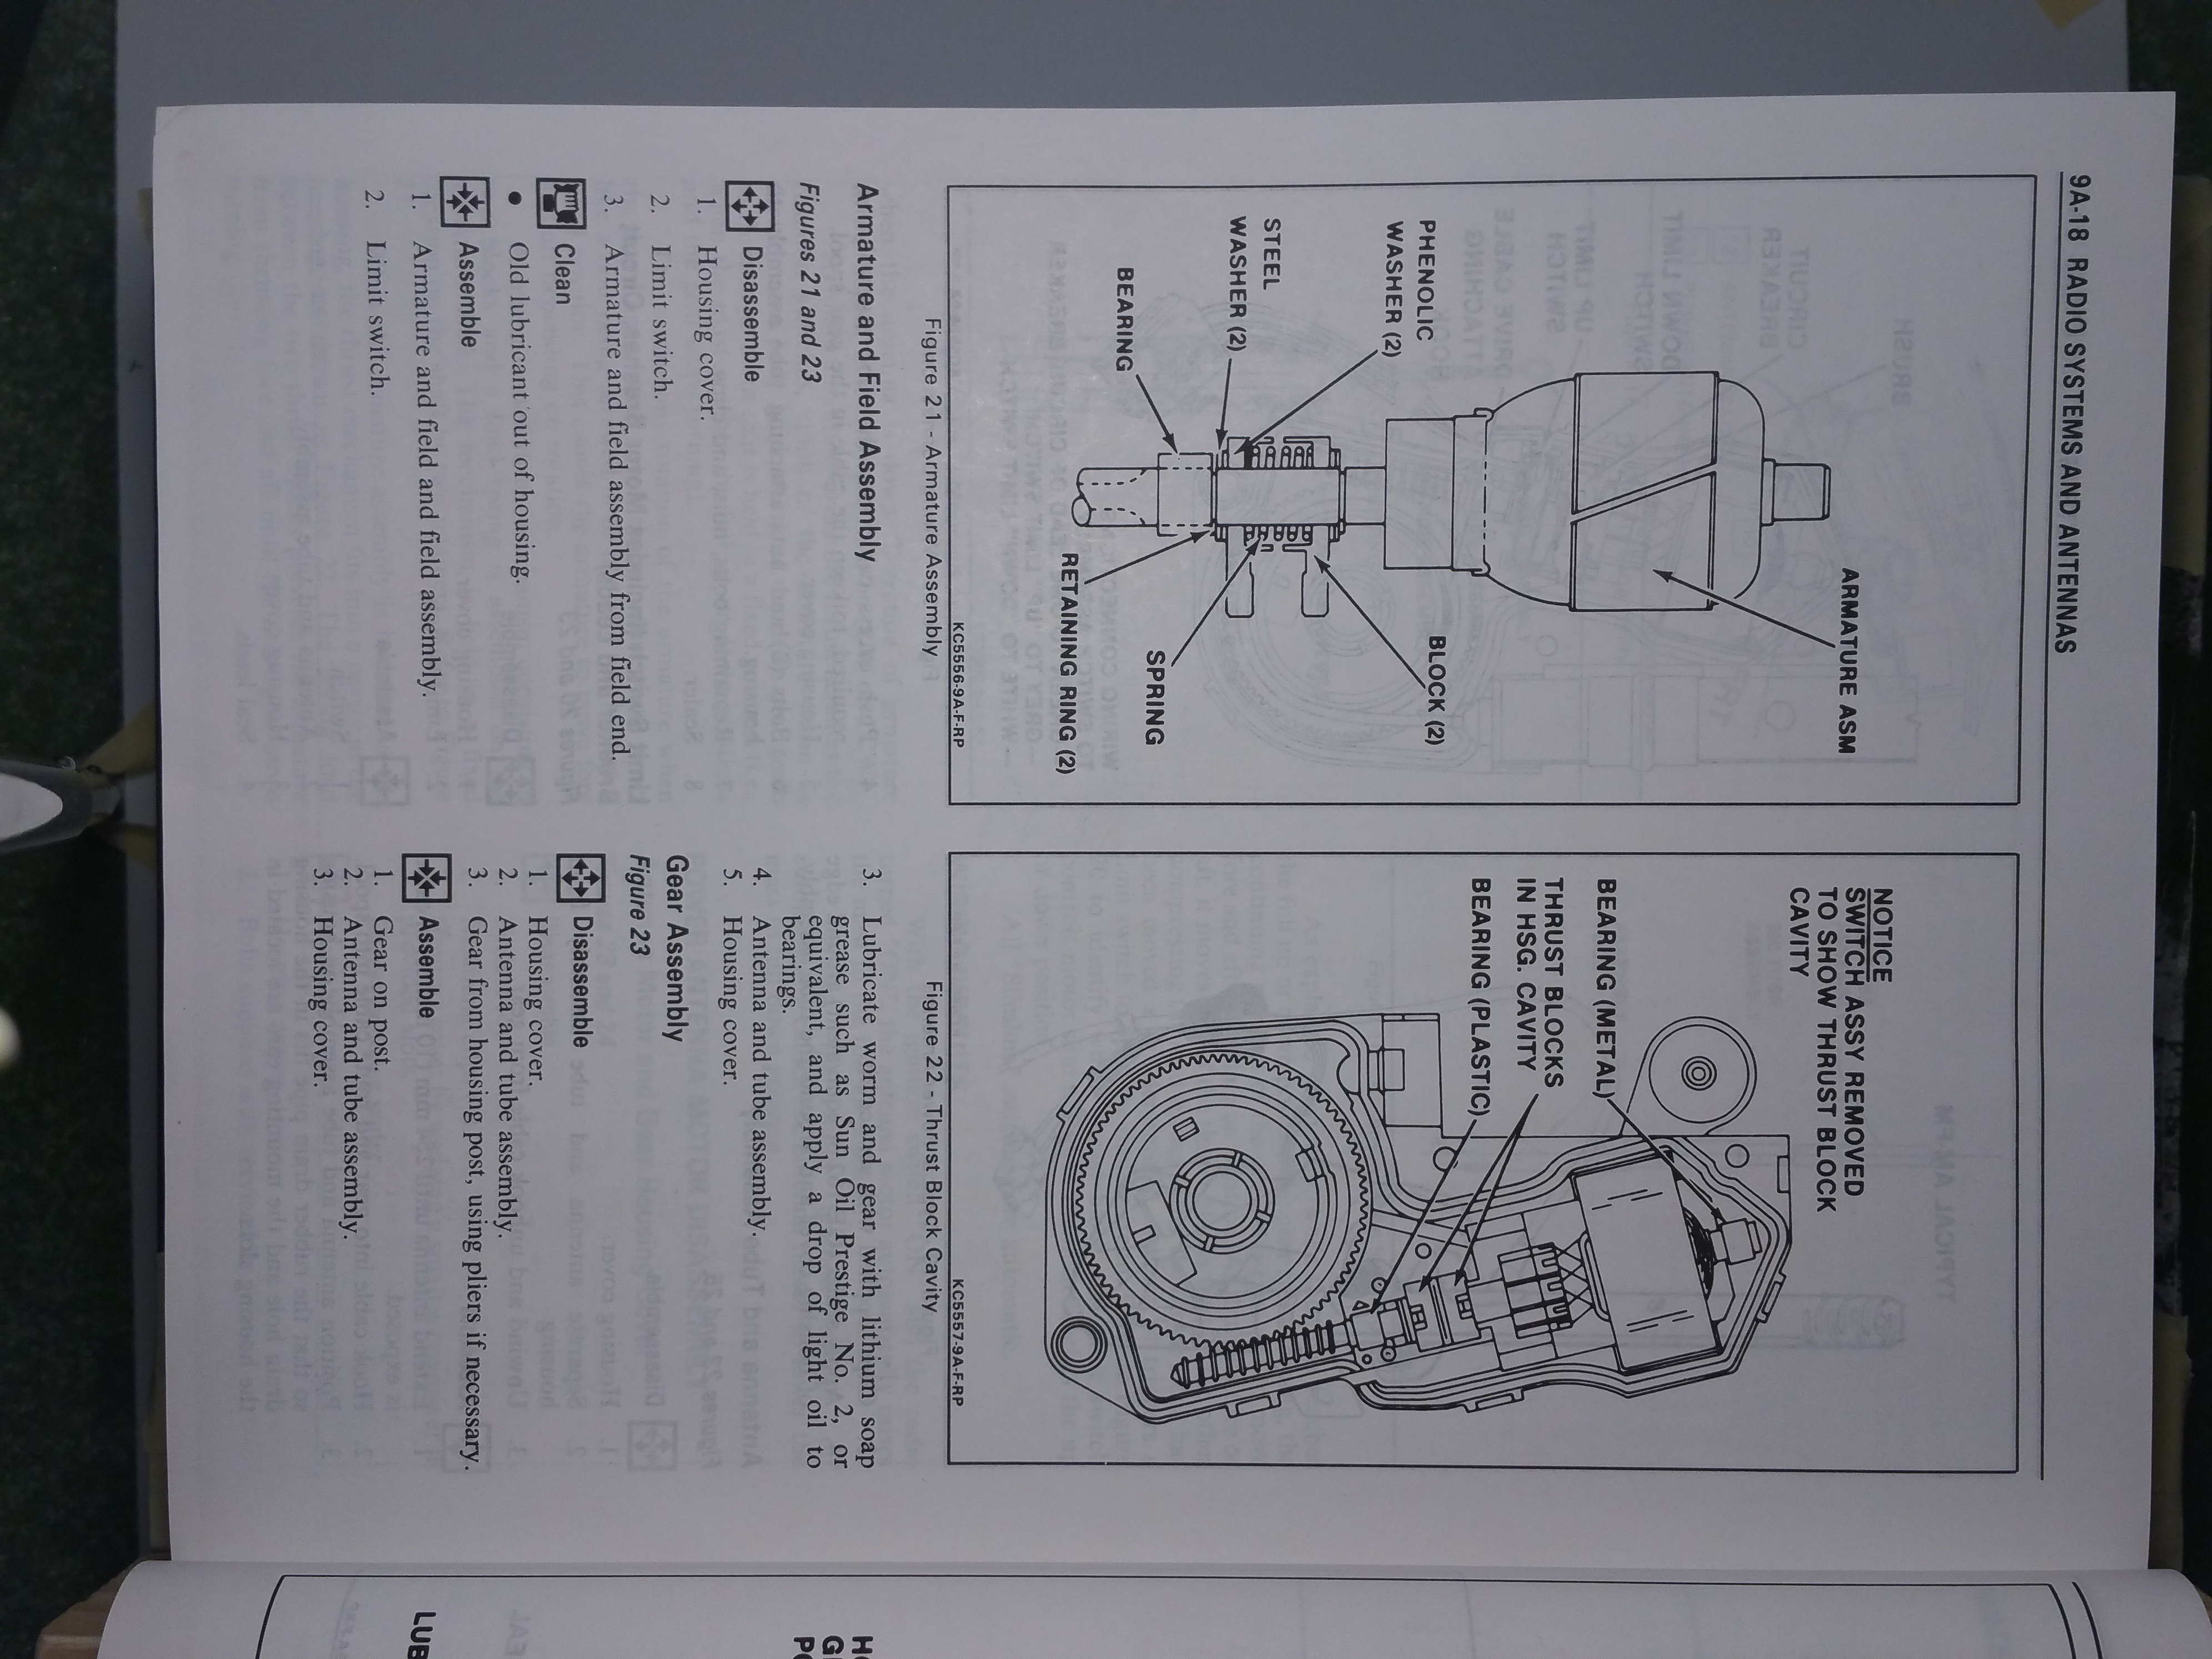 9A-18 RADIO SYSTEMS AND ANTENNAS
ARMATURE ASM
PHENOLIC
WASHER (2)
BLOCK (2)
STEEL
WASHER (2)
SPRING
BEARING
RETAINING RING (2)
KC5556-9A-F-RP
Figure 21 - Armature Assembly
Armature and Field Assembly
Figures 21 and 23
Disassemble
1. Housing cover.
2. Limit switch.
3. Armature and field assembly from field end.
Clean
● Old lubricant out of housing.
Assemble
1. Armature and field and field assembly.
2. Limit switch.
NOTICE
SWITCH ASSY REMOVED
TO SHOW THRUST BLOCK
CAVITY
BEARING (METAL)
THRUST BLOCKS
IN HSG. CAVITY
BEARING (PLASTIC)
KC5557-9A-F-RP
Figure 22 - Thrust Block Cavity
3. Lubricate worm and gear with lithium soap
grease such as Sun Oil Prestige No. 2, or
equivalent, and apply a drop of light oil to
bearings.
4. Antenna and tube assembly.
5. Housing cover.
Gear Assembly
Figure 23
Disassemble
1. Housing cover.
2. Antenna and tube assembly.
3. Gear from housing post, using pliers if necessary.
Assemble
1. Gear on post.
2. Antenna and tube assembly.
3. Housing cover.